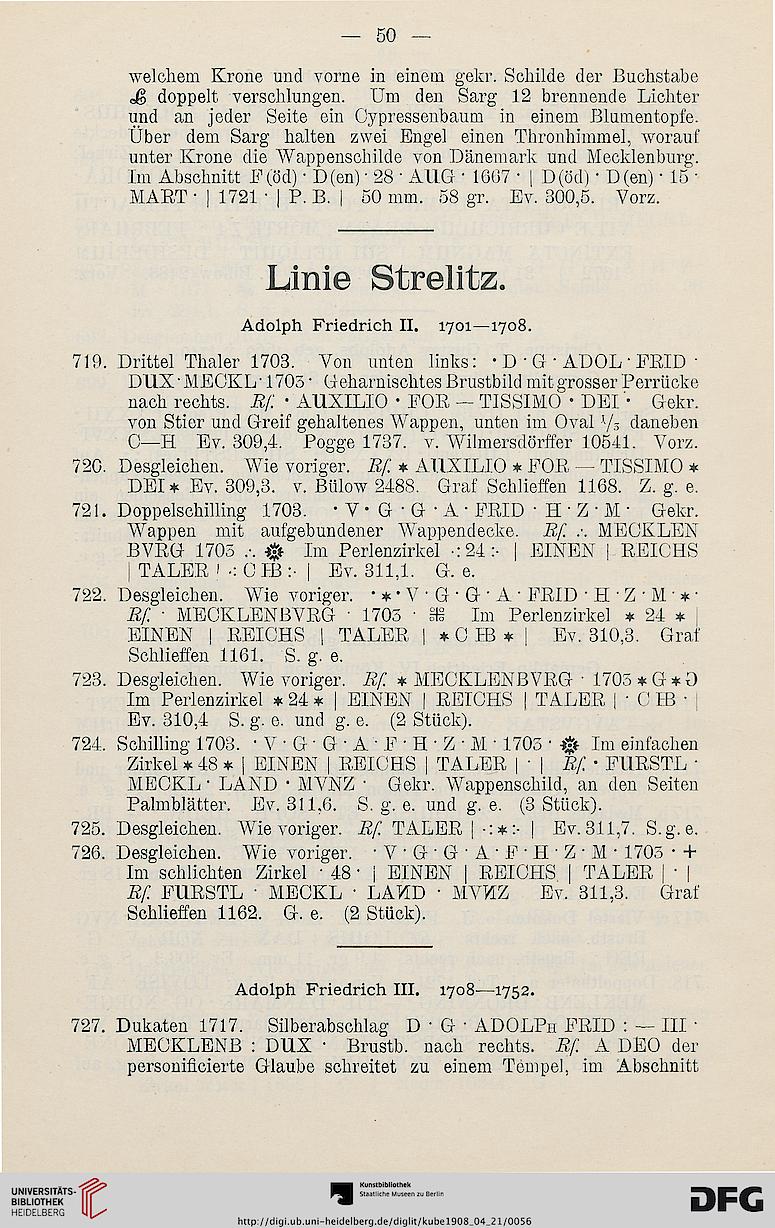 — 50 —
welchem Krone und vorne in einem gekr. Schilde der Buchstabe
doppelt verschlungen. Um den Sarg 12 brennende Lichter
und an jeder Seite ein Cypressenbaum in einem Blumentopfe.
Über dem Sarg halten zwei Engel einen Thronhimmel, worauf
unter Krone die Wappenschilde von Dänemark und Mecklenburg.
Im Abschnitt F(öd) · D(en) · 28 · AUG · 1667 · | D(öd) · D(en) · 15 ·
MART · | 1721 · | P. B. | 50 mm. 58 gr. Ev. 300,5. Vorz.
Linie Strelitz.
Adolph Friedrich II. 1701—1708.
719. Drittel Thaler 1703. Von unten links: · D · G · ADOL · FRID ·
DUX · MECKL · 1703 · Geharnischtes Brustbild mit grosser Perrücke
nach rechts. Rf. · AUXILIO · FOR — TISSIMO · DEI · Gekr.
von Stier und Greif gehaltenes Wappen, unten im Oval ⅓ daneben
C—H Ev. 309,4. Pogge 1737. v. Wilmersdörffer 10541. Vorz.
720. Desgleichen. Wie voriger. Rf. * AUXILIO * FOR — TISSIMO *
DEI * Ev. 309,3. v. Bülow 2488. Graf Schlieffen 1168. Z. g. e.
721. Doppelschilling 1703. · V · G · G · A · FRID · H · Z · M · Gekr.
Wappen mit aufgebundener Wappendecke. Rf. ∴ MECKLEN
BVRG 1703 ∴ ❋ Im Perlenzirkel ·: 24 :· | EINEN | REICHS
| TALER | ·: C HB :· | Ev. 311,1. G. e.
722. Desgleichen. Wie voriger. · * · V · G · G · A · FRID · H · Z · M · * ·
Rf. · MECKLENBVRG · 1703 · ⌘ Im Perlenzirkel * 24 * |
EINEN | REICHS | TALER | * C HB * | Ev. 310,3. Graf
Schlieffen 1161. S. g. e.
723. Desgleichen. Wie voriger. Rf. * MECKLENBVRG · 1703 * G * Ɔ
Im Perlenzirkel * 24 * | EINEN | REICHS | TALER | · C HB · |
Ev. 310,4 S. g. e. und g. e. (2 Stück).
724. Schilling 1703. · V · G · G · A · F · H · Z · M · 1703 · ❋ Im einfachen
Zirkel * 48 * | EINEN | REICHS | TALER | · | Rf. · FURSTL ·
MECKL · LAND · MVNZ · Gekr. Wappenschild, an den Seiten
Palmblätter. Ev. 311,6. S. g. e. und g. e. (3 Stück).
725. Desgleichen. Wie voriger. Rf. TALER | ·: * :· | Ev. 311,7. S. g. e.
726. Desgleichen. Wie voriger. · V · G · G · A · F · H · Z · M · 1703 · +
Im schlichten Zirkel · 48 · | EINEN | REICHS | TALER | · |
Rf. FURSTL · MECKL · LAИD · MVИZ Ev. 311,3. Graf
Schlieffen 1162. G. e. (2 Stück).
Adolph Friedrich III. 1708—1752.
727. Dukaten 1717. Silberabschlag D · G · ADOLPH FRID : — III ·
MECKLENB : DUX · Brustb. nach rechts. Rf. A DEO der
personificierte Glaube schreitet zu einem Tempel, im Abschnitt
UNIVERSITÄTS-
BIBLIOTHEK
HEIDELBERG
Kunstbibliothek
Staatliche Museen zu Berlin
DFG
http://digi.ub.uni-heidelberg.de/diglit/kube1908_04_21/0056